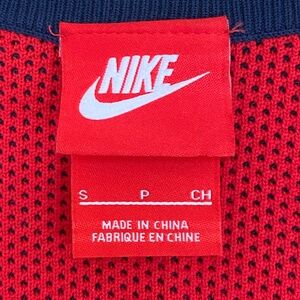 NIKE
S P CH
MADE IN CHINA
FABRIQUE EN CHINE